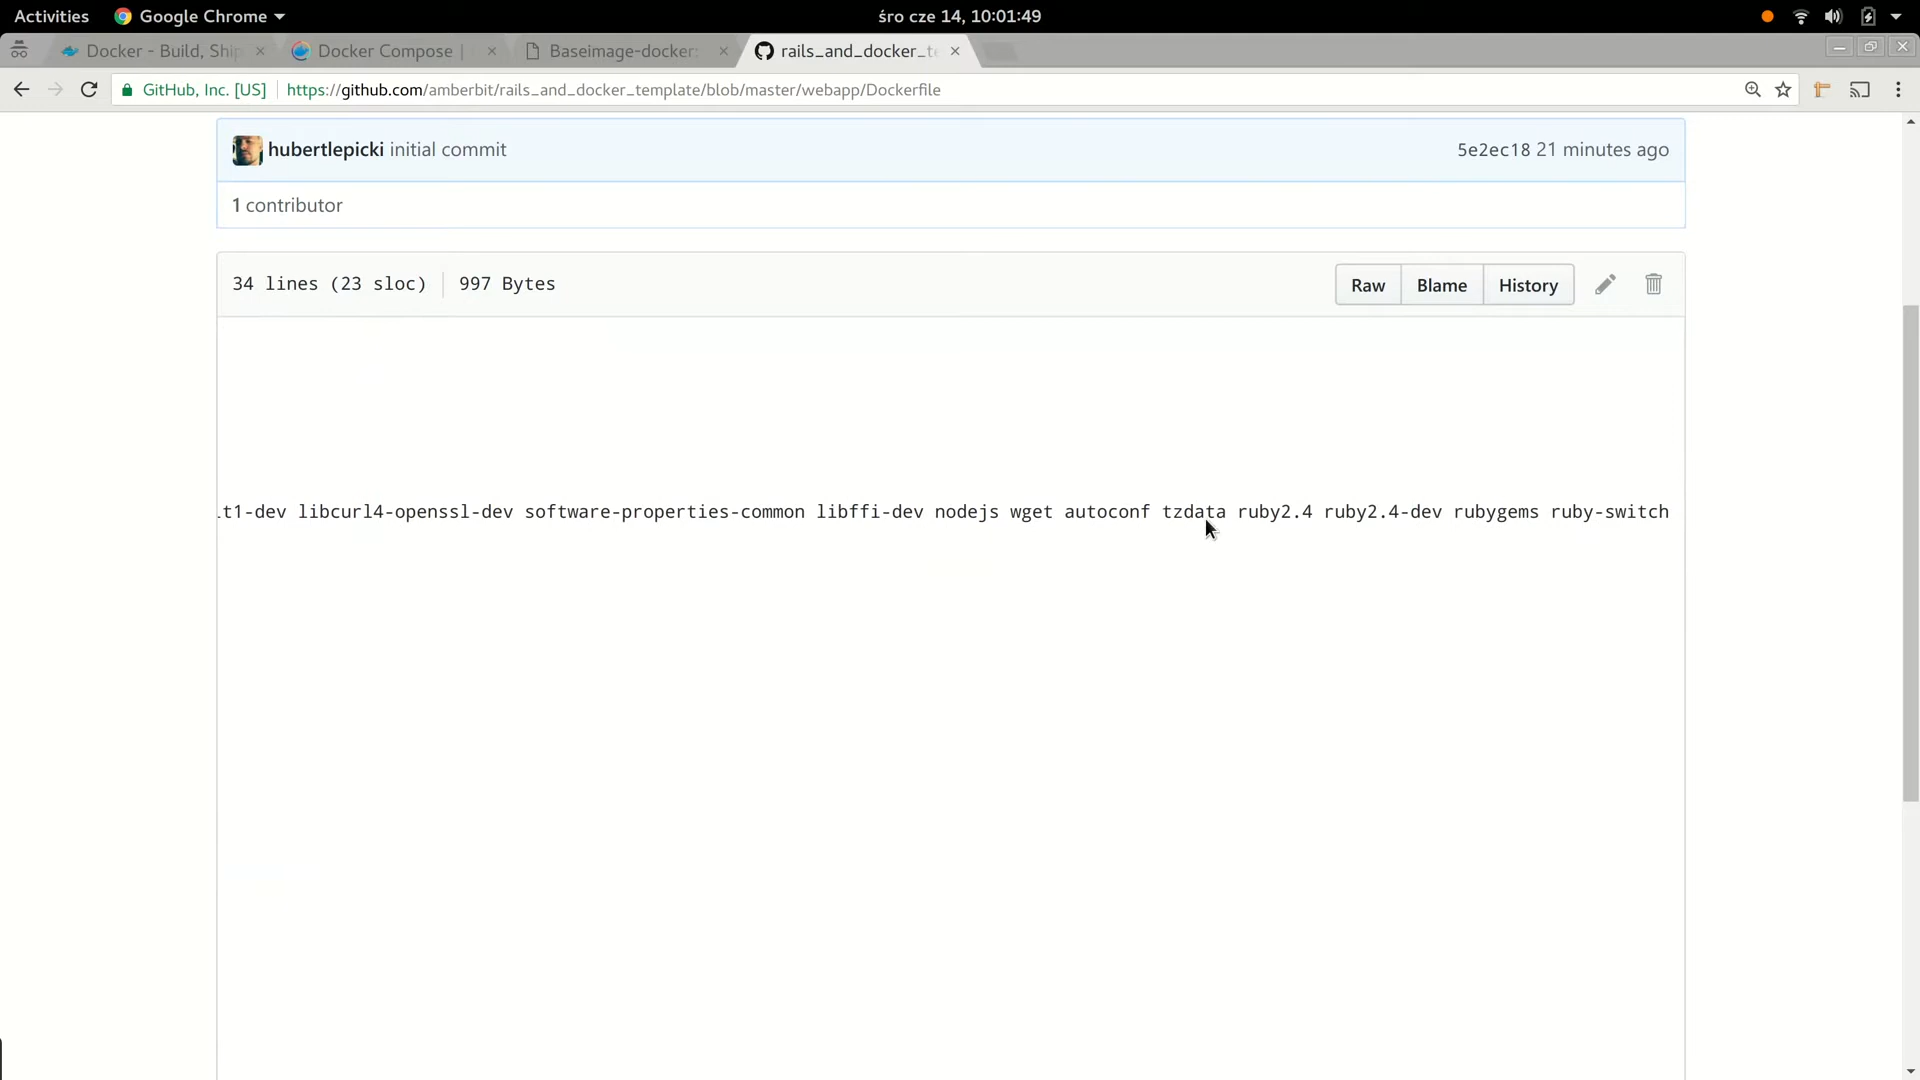 Activities Google Chrome śro cze 14, 10:01:49
Docker - Build, Ship Docker Compose | Baseimage-docker: rails_and_docker_te
GitHub, Inc. [US] https://github.com/amberbit/rails_and_docker_template/blob/master/webapp/Dockerfile
hubertlepicki initial commit 5e2ec18 21 minutes ago
1 contributor
34 lines (23 sloc) 997 Bytes Raw Blame History
t1-dev libcurl4-openssl-dev software-properties-common libffi-dev nodejs wget autoconf tzdata ruby2.4 ruby2.4-dev rubygems ruby-switch